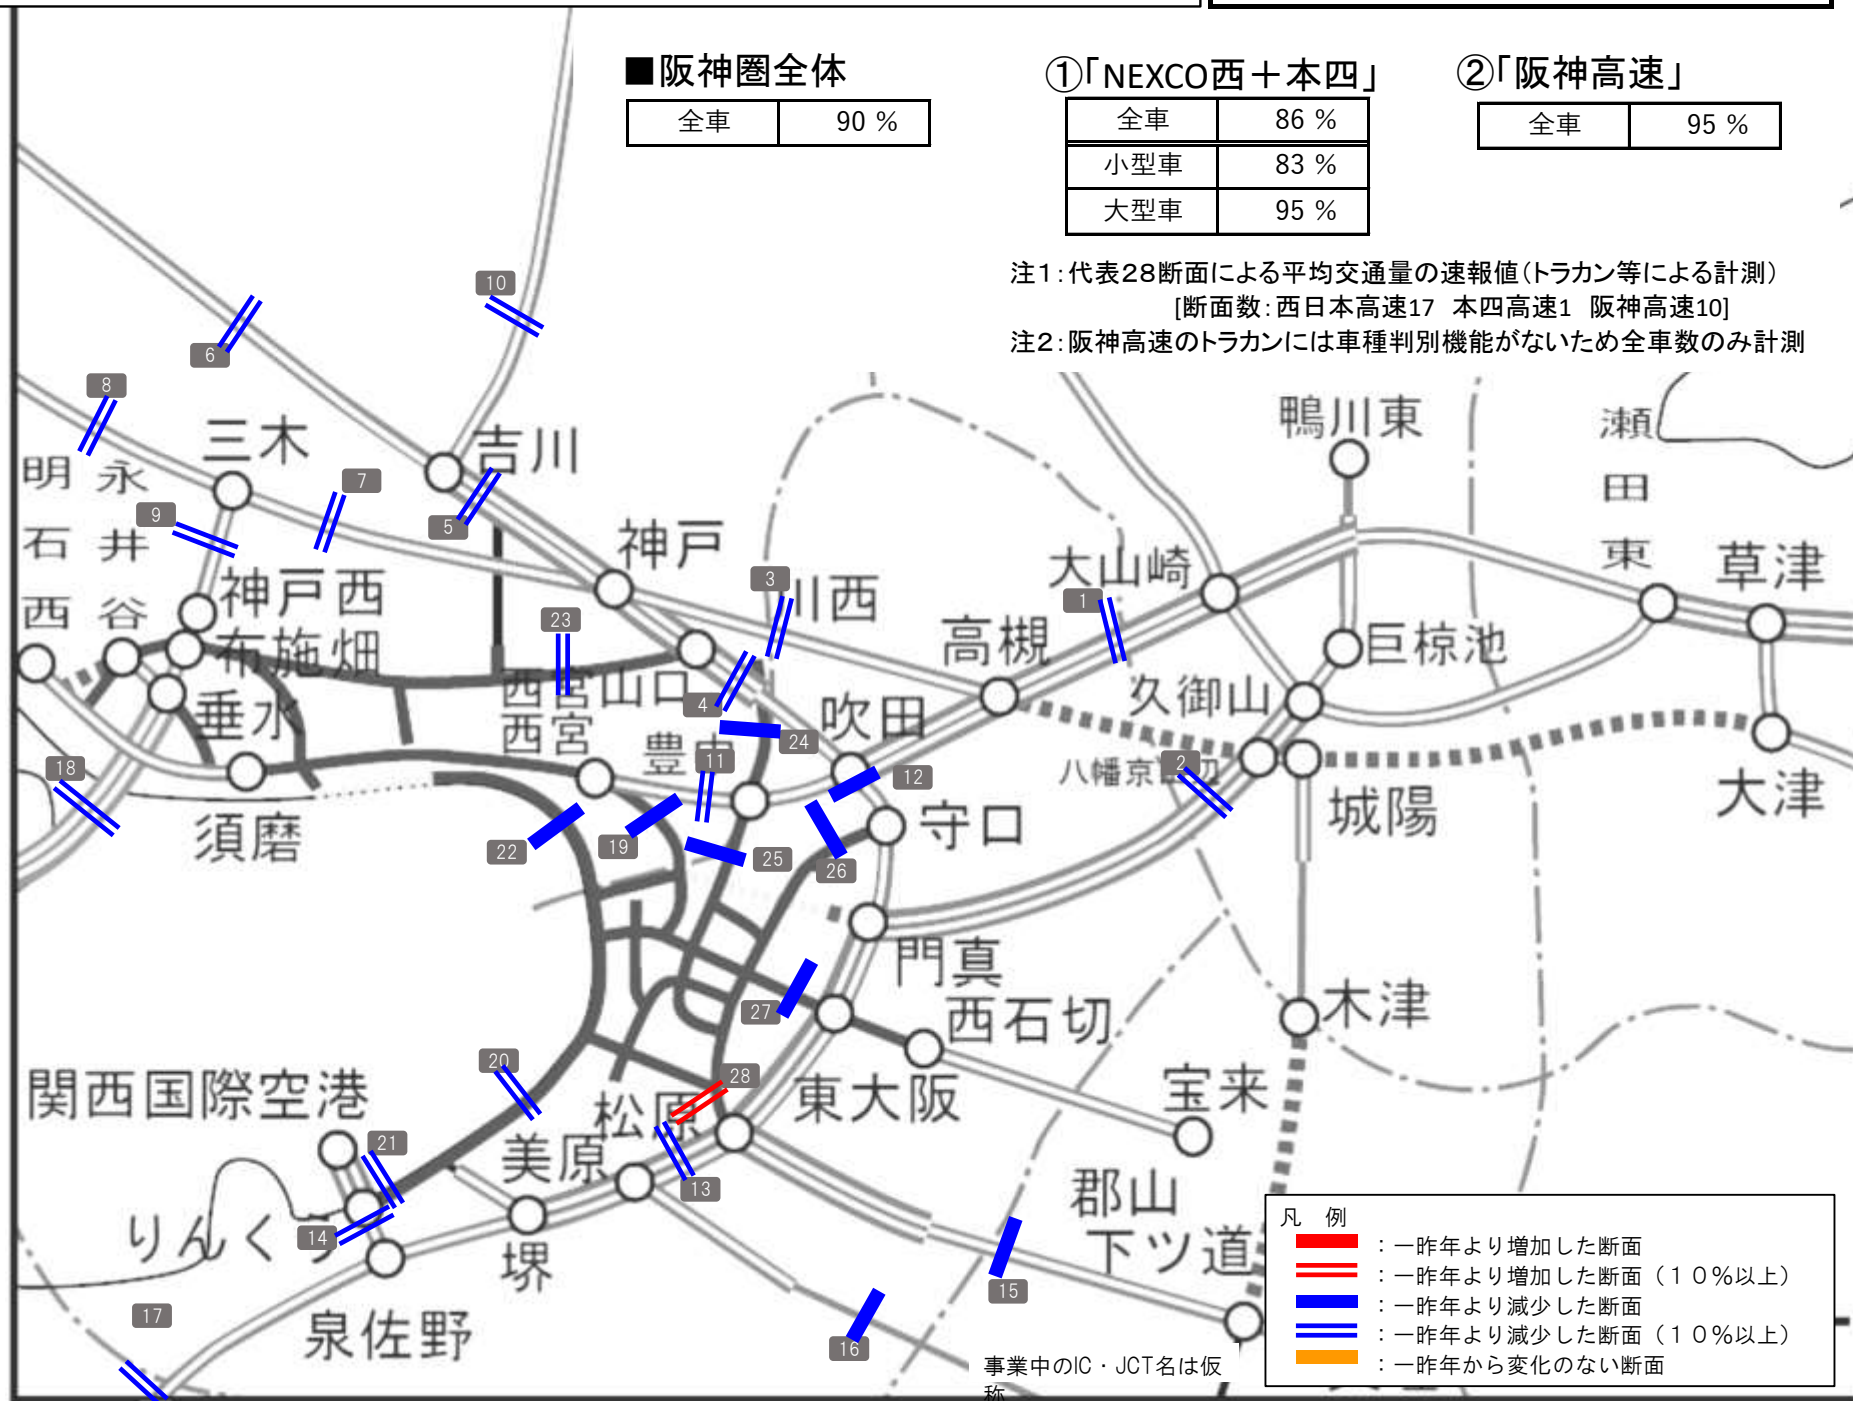 ■阪神圏全体
全車 90 %
①「NEXCO西＋本四」
全車 86 %
小型車 83 %
大型車 95 %
②「阪神高速」
全車 95 %
注1：代表28断面による平均交通量の速報値（トラカン等による計測）
[断面数：西日本高速17 本四高速1 阪神高速10]
注2：阪神高速のトラカンには車種判別機能がないため全車数のみ計測
10
6
8
三木
吉川
鴨川東
瀬田東
明石西
永井谷
7
9
5
神戸
3
川西
大山崎
1
草津
神戸西
23
高槻
巨椋池
布施畑
西宮山口
4
久御山
垂水
西宮
吹田
24
豊中
11
12
八幡京田辺
2
18
大津
須磨
守口
城陽
22
19
25
26
門真
27
西石切
木津
20
28
関西国際空港
松原
東大阪
宝来
21
美原
13
郡山下ツ道
りんくう
14
堺
15
17
泉佐野
16
事業中のIC・JCT名は仮
称
凡 例
：一昨年より増加した断面
：一昨年より増加した断面（１０％以上）
：一昨年より減少した断面
：一昨年より減少した断面（１０％以上）
：一昨年から変化のない断面